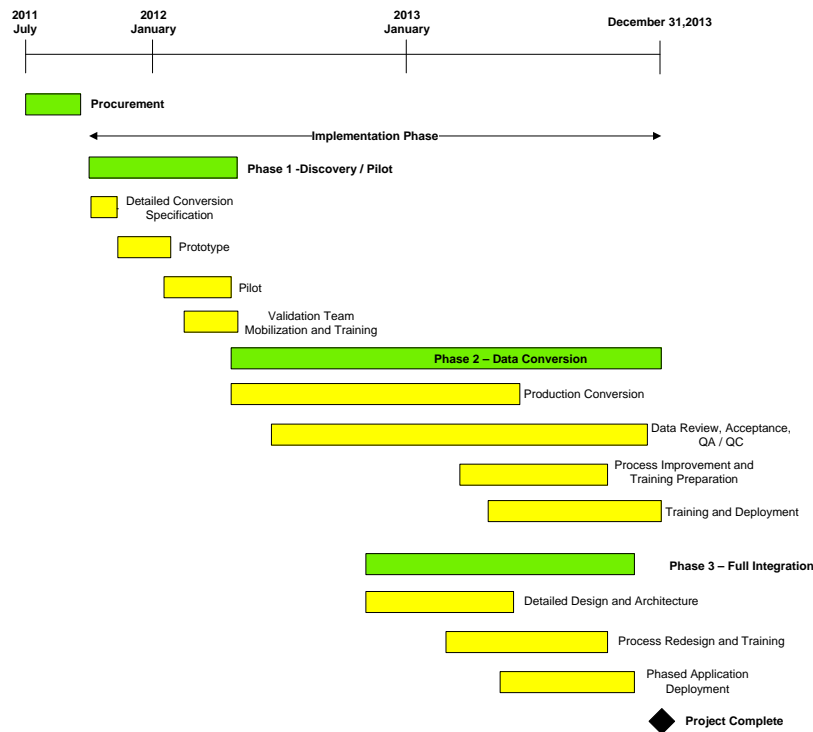 2011
July
2012
January
2013
January
December 31,2013
Procurement
Implementation Phase
Phase 1 -Discovery / Pilot
Detailed Conversion
Specification
Prototype
Pilot
Validation Team
Mobilization and Training
Phase 2 – Data Conversion
Production Conversion
Data Review, Acceptance,
QA / QC
Process Improvement and
Training Preparation
Training and Deployment
Phase 3 – Full Integration
Detailed Design and Architecture
Process Redesign and Training
Phased Application
Deployment
Project Complete